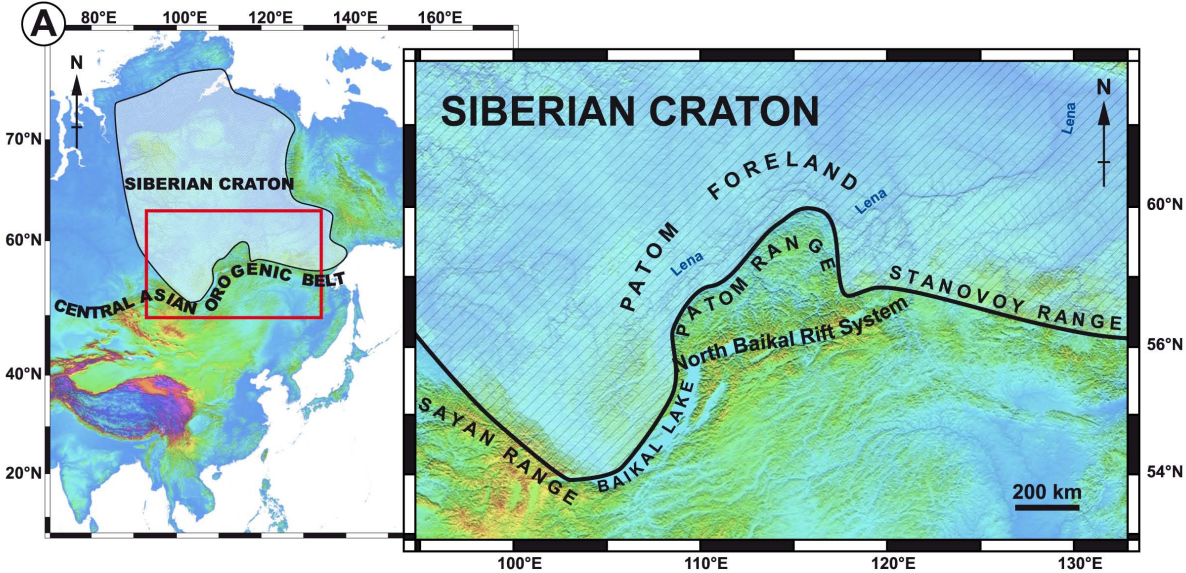 A
80°E
100°E
120°E
140°E
160°E
N
70°N
60°N
40°N
20°N
SIBERIAN CRATON
CENTRAL ASIAN OROGENIC BELT
SIBERIAN CRATON
N
Lena
PATOM FORELAND
Lena
Lena
PATOM RANGE
STANOVOY RANGE
North Baikal Rift System
BAIKAL LAKE
SAYAN RANGE
200 km
60°N
56°N
54°N
100°E
110°E
120°E
130°E